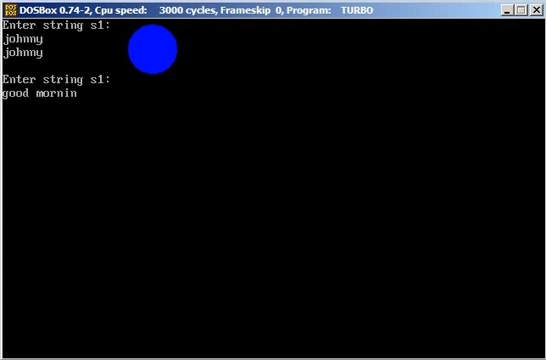 DOSBox 0.74-2, Cpu speed: 3000 cycles, Frameskip 0, Program: TURBO
Enter string s1:
johnny
johnny
Enter string s1:
good mornin